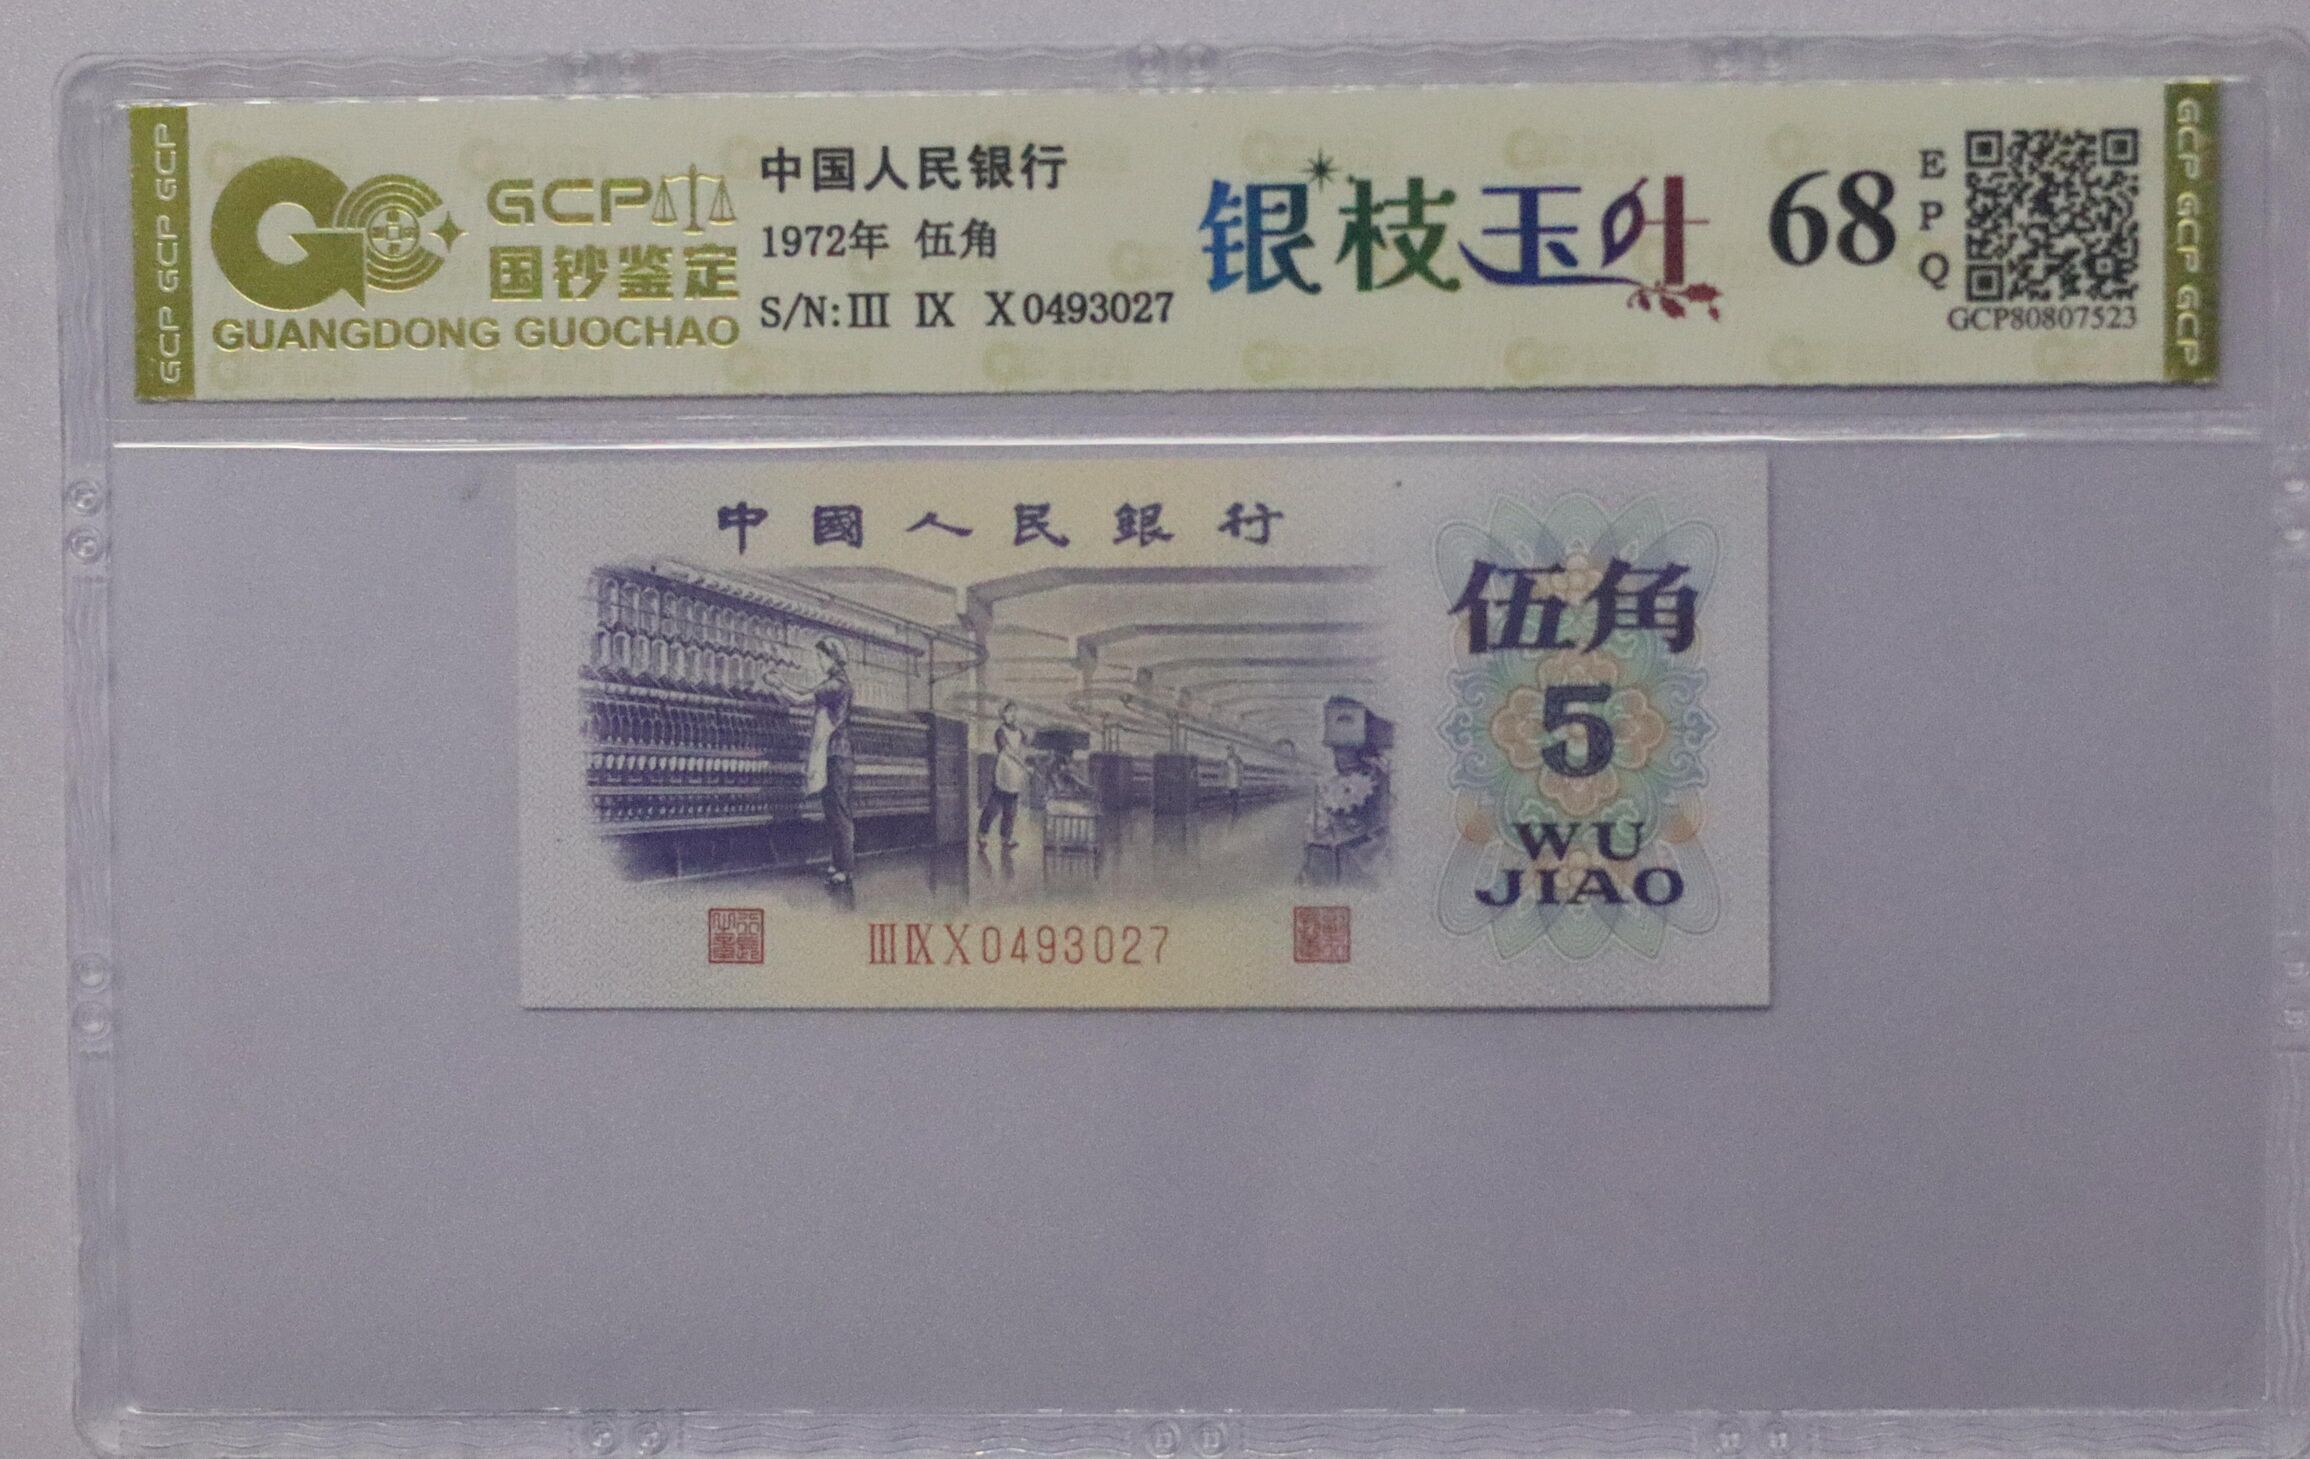 GCP GCP GCP
GCP
国钞鉴定
GUANGDONG GUOCHAO
中国人民银行
1972年 伍角
S/N:Ⅲ Ⅸ Ⅹ0493027
银枝玉叶
68
EPQ
GCP80807523
GCP GCP GCP
中國人民銀行
伍角
5
WU
JIAO
ⅢⅨⅩ0493027